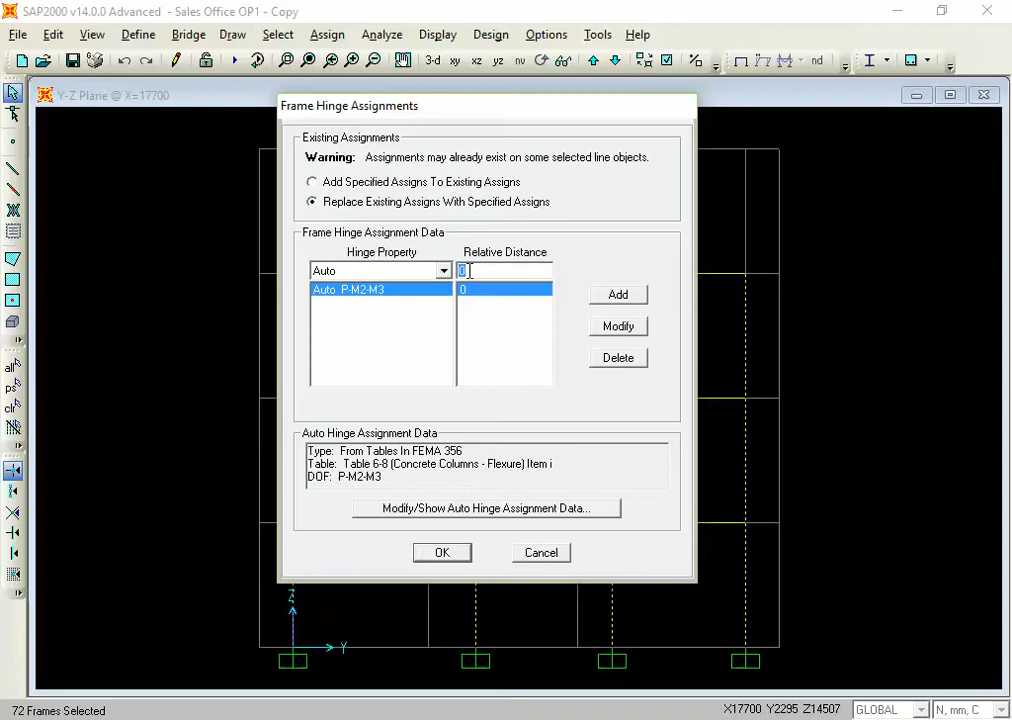 SAP2000 v14.0.0 Advanced - Sales Office OP1 - Copy
File Edit View Define Bridge Draw Select Assign Analyze Display Design Options Tools Help
3-d xy xz yz nv nd
Y-Z Plane @ X=17700
Frame Hinge Assignments
Existing Assignments
Warning: Assignments may already exist on some selected line objects.
Add Specified Assigns To Existing Assigns
Replace Existing Assigns With Specified Assigns
Frame Hinge Assignment Data
Hinge Property Relative Distance
Auto 0
Auto P-M2-M3 0
Add
Modify
Delete
all
ps
clr
Auto Hinge Assignment Data
Type: From Tables In FEMA 356
Table: Table 6-8 (Concrete Columns - Flexure) Item i
DOF: P-M2-M3
Modify/Show Auto Hinge Assignment Data...
OK Cancel
Z
Y
72 Frames Selected
X17700 Y2295 Z14507 GLOBAL N, mm, C